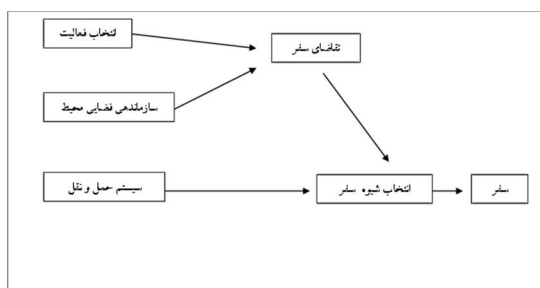 انتخاب فعالیت
تقاضای سفر
سازماندهی فضایی محیط
سیستم حمل و نقل
انتخاب شیوه سفر
سفر